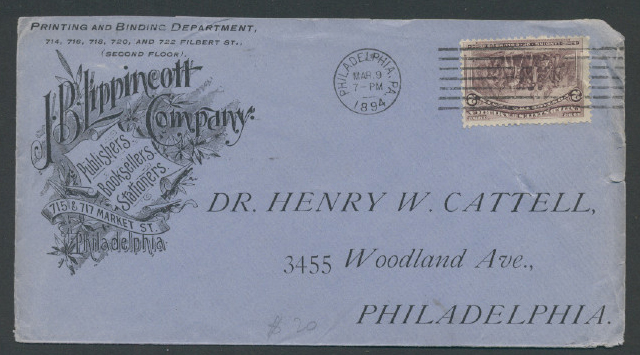 PRINTING AND BINDING DEPARTMENT,
714, 716, 718, 720, AND 722 FILBERT ST.,
(SECOND FLOOR).
J. B. Lippincott
Company:
Publishers
Booksellers
Stationers
715 & 717 MARKET ST.
Philadelphia
PHILADELPHIA, PA.
MAR 9
7-PM
1894
DR. HENRY W. CATTELL,
3455 Woodland Ave.,
PHILADELPHIA.
$20